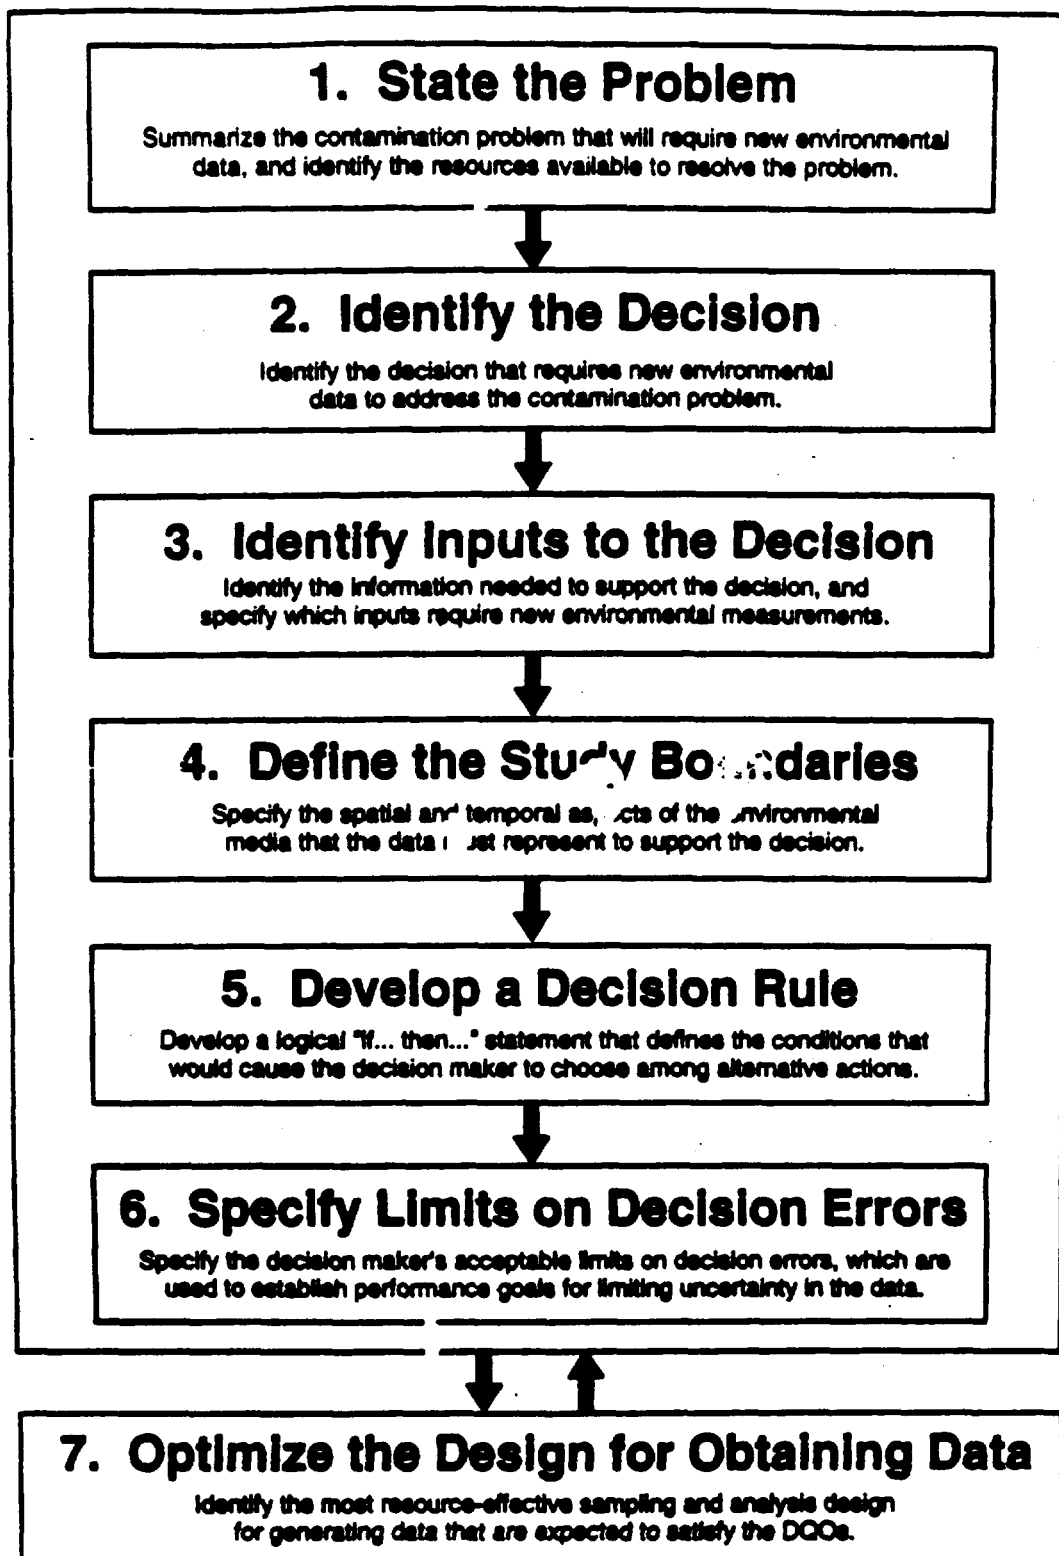 1. State the Problem
Summarize the contamination problem that will require new environmental
data, and identify the resources available to resolve the problem.
2. Identify the Decision
Identify the decision that requires new environmental
data to address the contamination problem.
3. Identify Inputs to the Decision
Identify the information needed to support the decision, and
specify which inputs require new environmental measurements.
4. Define the Study Boundaries
Specify the spatial and temporal aspects of the environmental
media that the data must represent to support the decision.
5. Develop a Decision Rule
Develop a logical "if... then..." statement that defines the conditions that
would cause the decision maker to choose among alternative actions.
6. Specify Limits on Decision Errors
Specify the decision maker's acceptable limits on decision errors, which are
used to establish performance goals for limiting uncertainty in the data.
7. Optimize the Design for Obtaining Data
Identify the most resource-effective sampling and analysis design
for generating data that are expected to satisfy the DQOs.